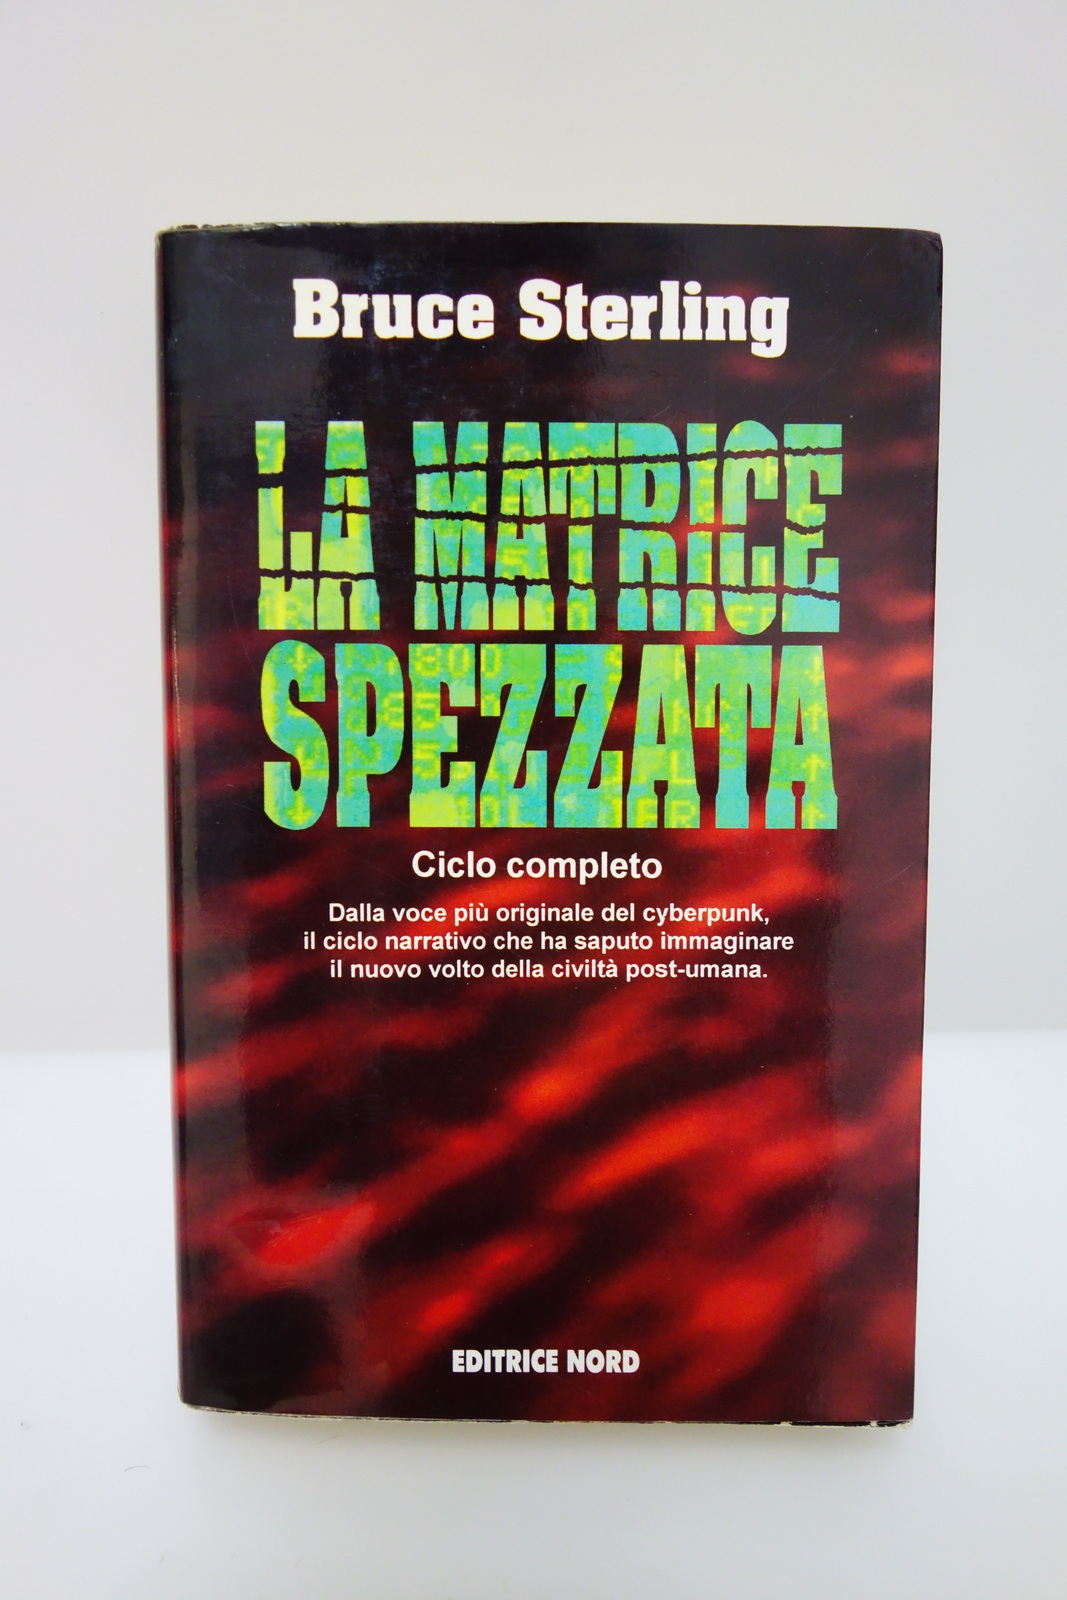 Bruce Sterling
LA MATRICE
SPEZZATA
Ciclo completo
Dalla voce più originale del cyberpunk,
il ciclo narrativo che ha saputo immaginare
il nuovo volto della civiltà post-umana.
EDITRICE NORD